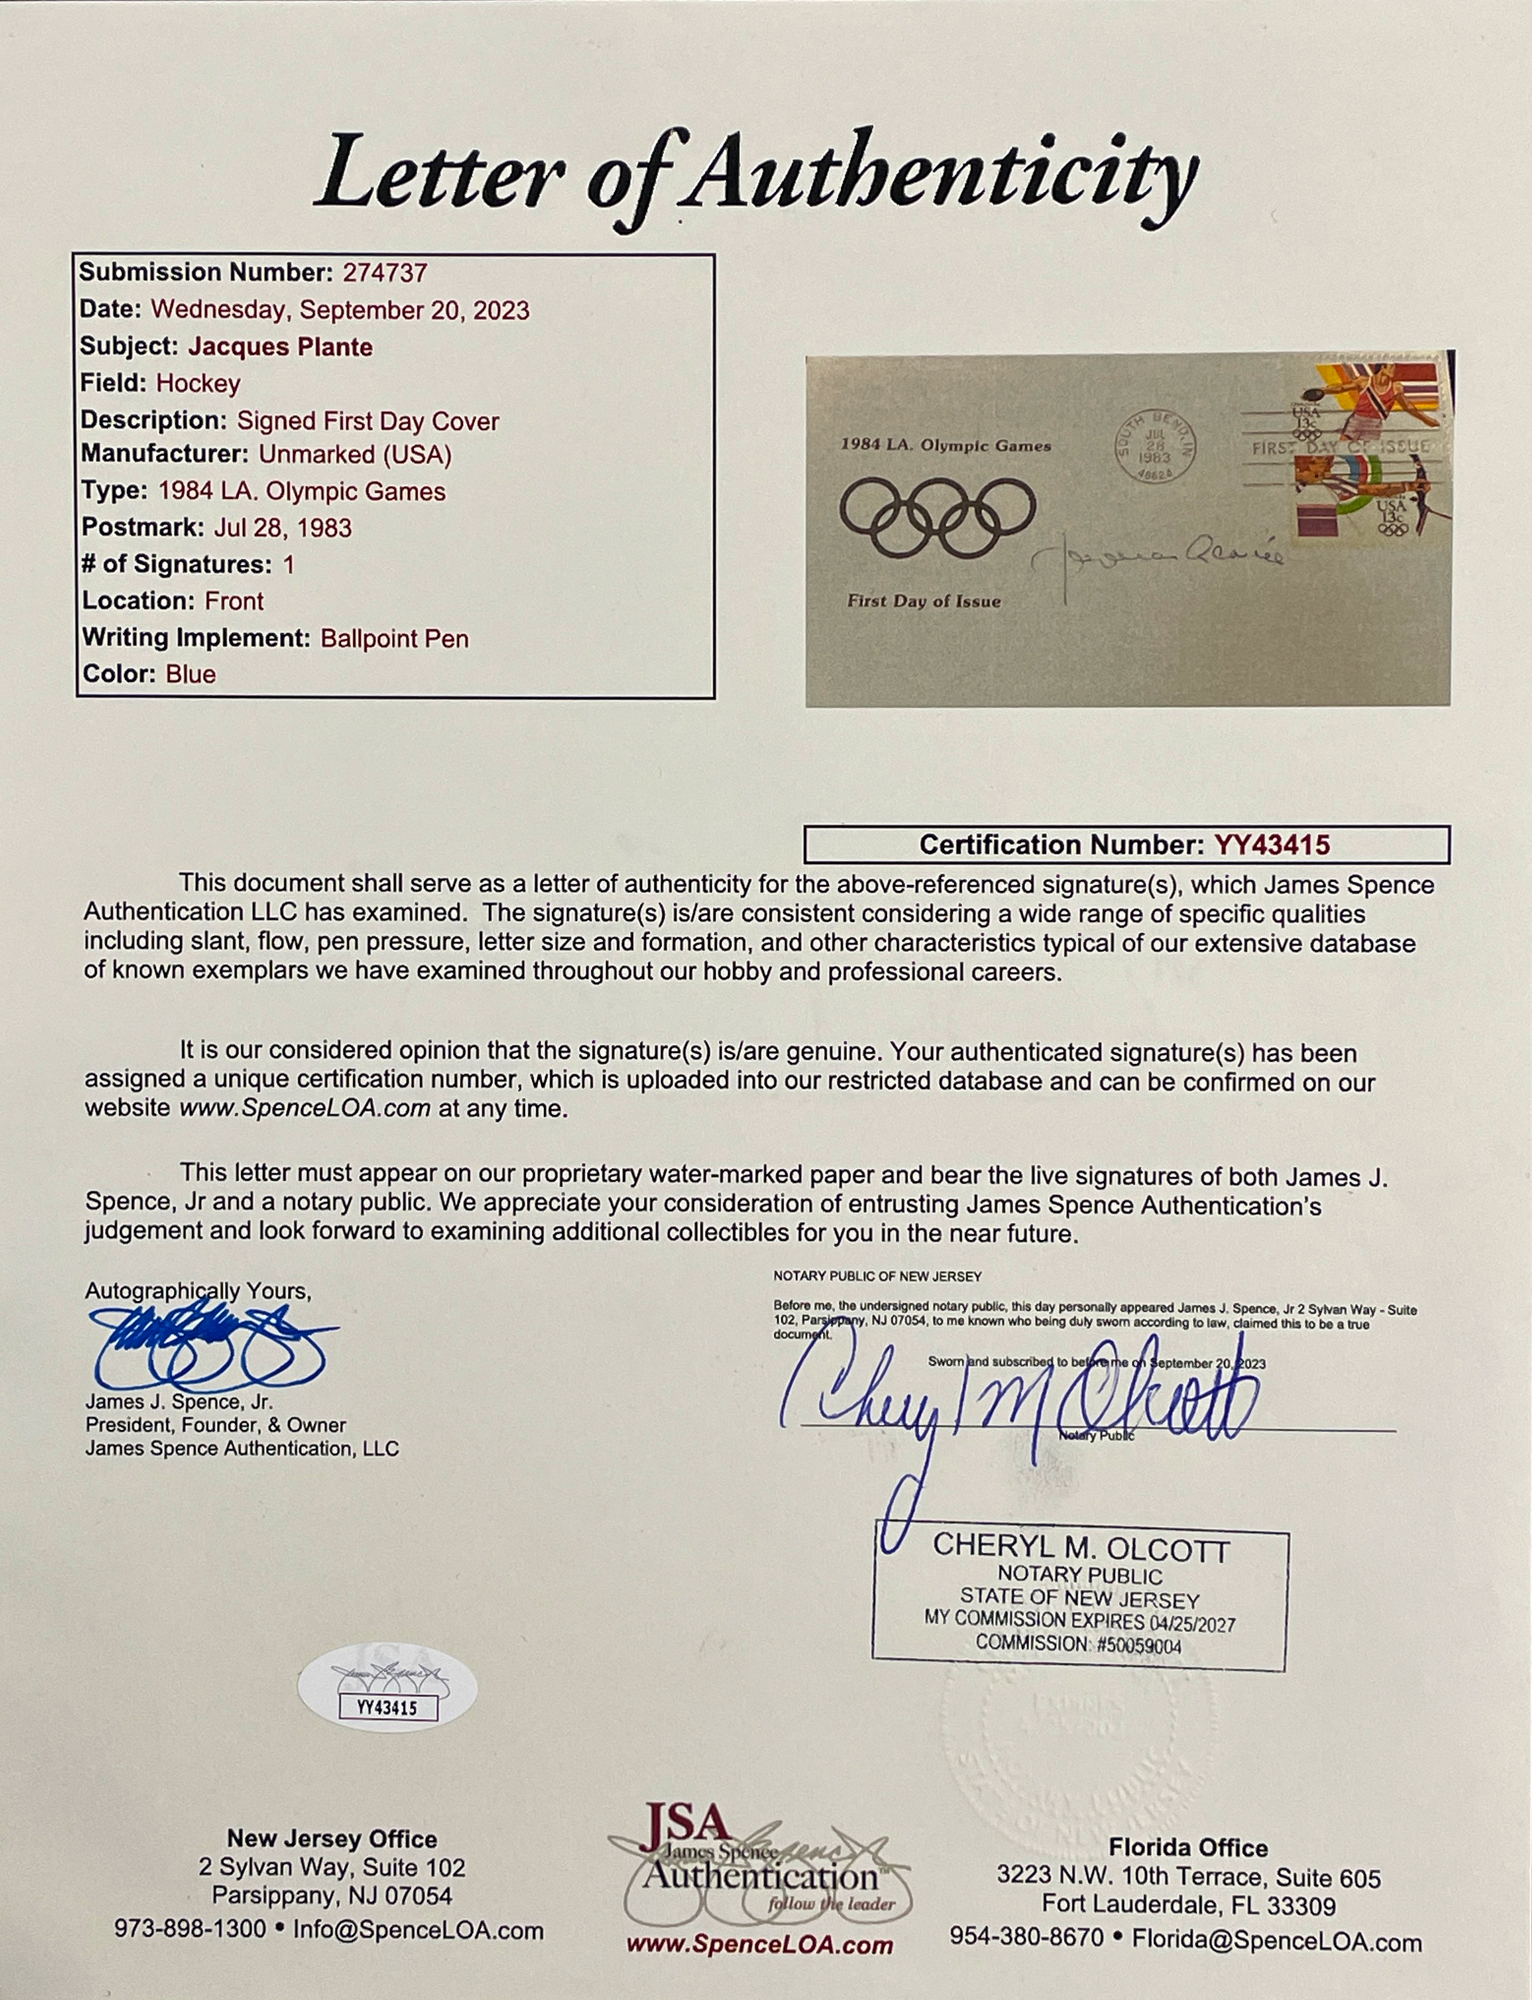 Letter of Authenticity
Submission Number: 274737
Date: Wednesday, September 20, 2023
Subject: Jacques Plante
Field: Hockey
Description: Signed First Day Cover
Manufacturer: Unmarked (USA)
Type: 1984 LA. Olympic Games
Postmark: Jul 28, 1983
# of Signatures: 1
Location: Front
Writing Implement: Ballpoint Pen
Color: Blue
1984 LA. Olympic Games
First Day of Issue
SOUTH BEND, IN
JUL
28
1983
46624
FIRST DAY OF ISSUE
USA
13c
USA
13c
Certification Number: YY43415
This document shall serve as a letter of authenticity for the above-referenced signature(s), which James Spence
Authentication LLC has examined. The signature(s) is/are consistent considering a wide range of specific qualities
including slant, flow, pen pressure, letter size and formation, and other characteristics typical of our extensive database
of known exemplars we have examined throughout our hobby and professional careers.
It is our considered opinion that the signature(s) is/are genuine. Your authenticated signature(s) has been
assigned a unique certification number, which is uploaded into our restricted database and can be confirmed on our
website www.SpenceLOA.com at any time.
This letter must appear on our proprietary water-marked paper and bear the live signatures of both James J.
Spence, Jr and a notary public. We appreciate your consideration of entrusting James Spence Authentication's
judgement and look forward to examining additional collectibles for you in the near future.
Autographically Yours,
James J. Spence, Jr.
President, Founder, & Owner
James Spence Authentication, LLC
NOTARY PUBLIC OF NEW JERSEY
Before me, the undersigned notary public, this day personally appeared James J. Spence, Jr 2 Sylvan Way - Suite
102, Parsippany, NJ 07054, to me known who being duly sworn according to law, claimed this to be a true
document.
Sworn and subscribed to before me on September 20, 2023
Cheryl M Olcott
Notary Public
CHERYL M. OLCOTT
NOTARY PUBLIC
STATE OF NEW JERSEY
MY COMMISSION EXPIRES 04/25/2027
COMMISSION: #50059004
YY43415
New Jersey Office
2 Sylvan Way, Suite 102
Parsippany, NJ 07054
973-898-1300 • Info@SpenceLOA.com
JSA
James Spence
Authentication™
follow the leader
www.SpenceLOA.com
Florida Office
3223 N.W. 10th Terrace, Suite 605
Fort Lauderdale, FL 33309
954-380-8670 • Florida@SpenceLOA.com